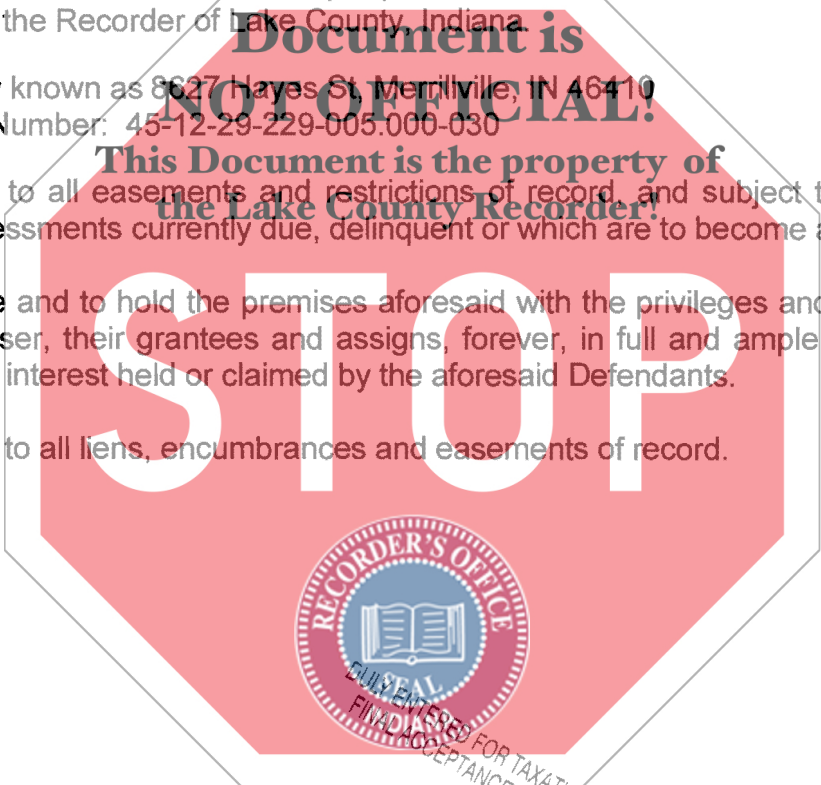 the Recorder of Lake County, Indiana.
Document is
known as 8627 Hayes St, Merrillville, IN 46410
NOT OFFICIAL!
Number: 45-12-29-229-005.000-030
This Document is the property of
to all easements and restrictions of record, and subject t
the Lake County Recorder!
essments currently due, delinquent or which are to become a
e and to hold the premises aforesaid with the privileges and
ser, their grantees and assigns, forever, in full and ample
interest held or claimed by the aforesaid Defendants.
to all liens, encumbrances and easements of record.
STOP
RECORDER'S OFFICE
SEAL
INDIANA
DULY ENTERED FOR TAXATI
FINAL ACCEPTANCE